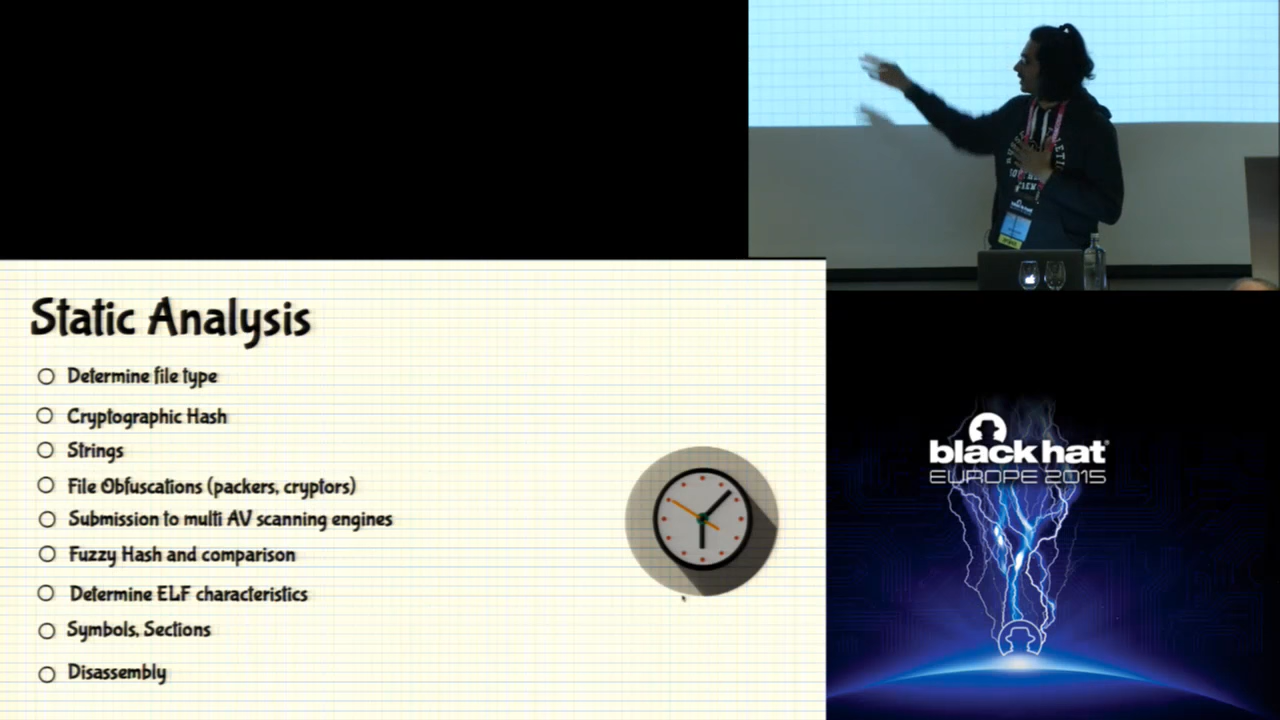 Static Analysis
Determine file type
Cryptographic Hash
Strings
File Obfuscations (packers, cryptors)
Submission to multi AV scanning engines
Fuzzy Hash and comparison
Determine ELF characteristics
Symbols, Sections
Disassembly
black hat
EUROPE 2015